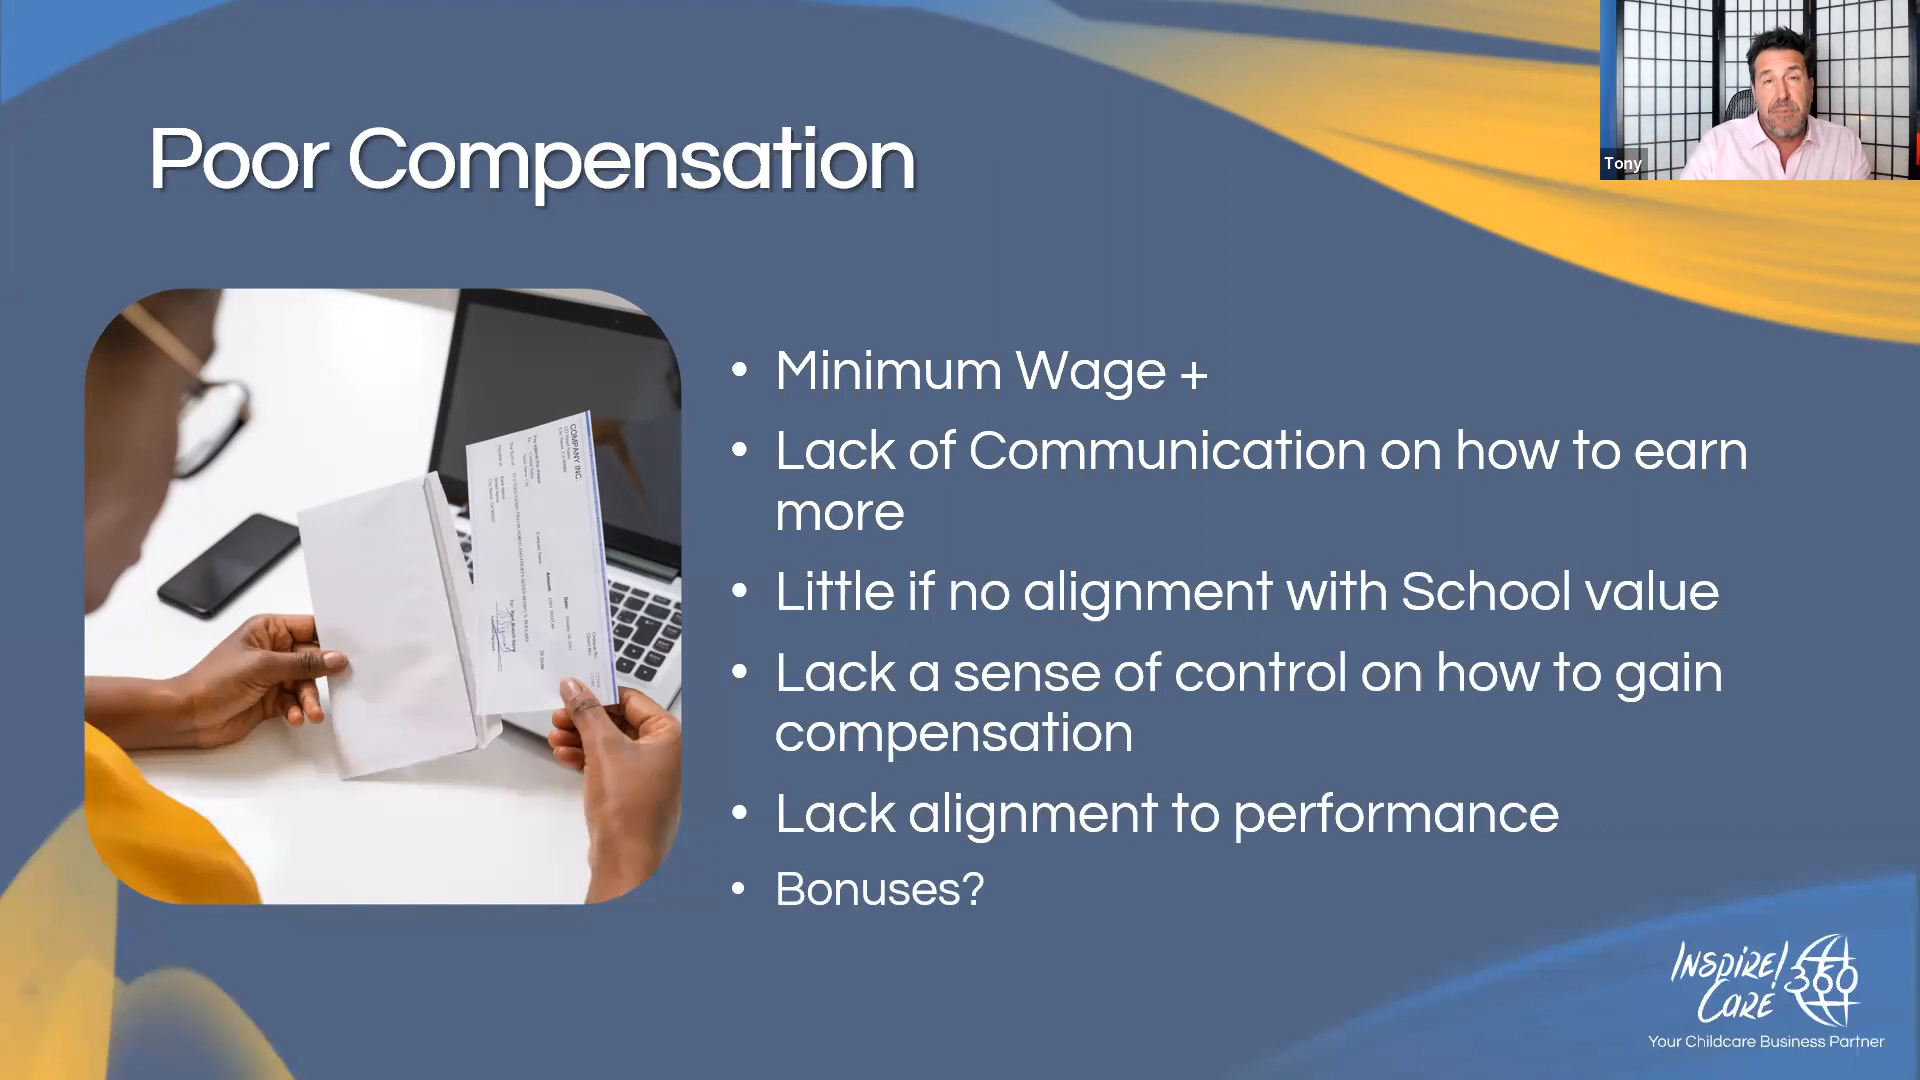 Poor Compensation
Tony
COMPANY INC.
• Minimum Wage +
• Lack of Communication on how to earn
more
• Little if no alignment with School value
• Lack a sense of control on how to gain
compensation
• Lack alignment to performance
• Bonuses?
INSPIRE!
CARE
360
Your Childcare Business Partner